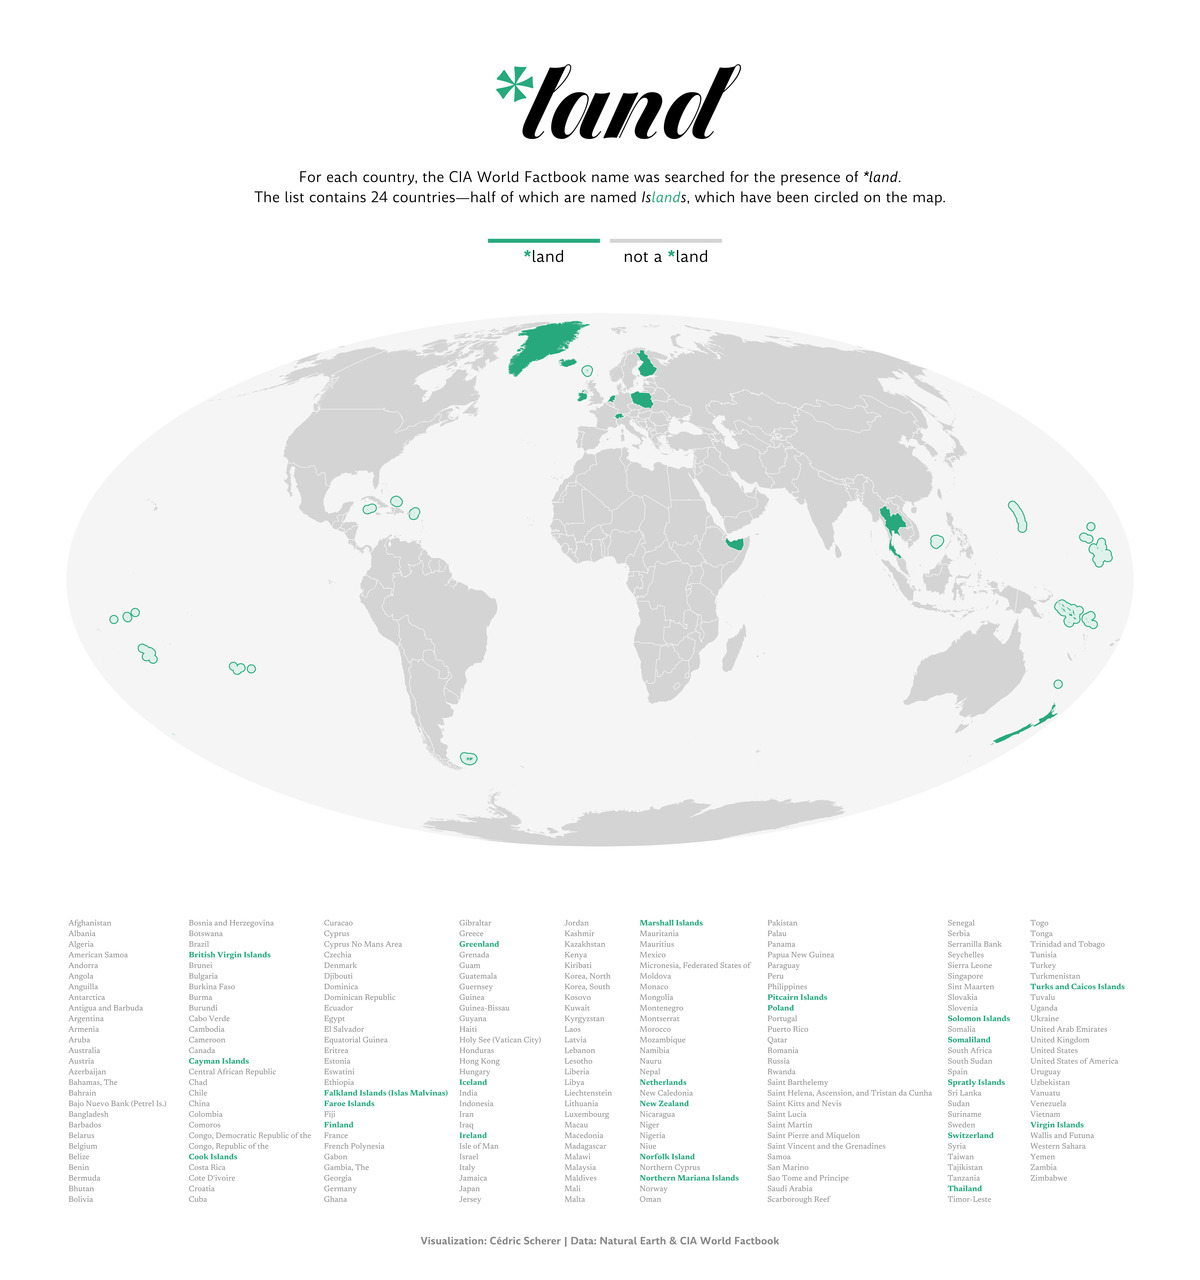 *land
For each country, the CIA World Factbook name was searched for the presence of *land.
The list contains 24 countries—half of which are named Islands, which have been circled on the map.
*land
not a *land
Afghanistan
Albania
Algeria
American Samoa
Andorra
Angola
Anguilla
Antarctica
Antigua and Barbuda
Argentina
Armenia
Aruba
Australia
Austria
Azerbaijan
Bahamas, The
Bahrain
Bajo Nuevo Bank (Petrel Is.)
Bangladesh
Barbados
Belarus
Belgium
Belize
Benin
Bermuda
Bhutan
Bolivia
Bosnia and Herzegovina
Botswana
Brazil
British Virgin Islands
Brunei
Bulgaria
Burkina Faso
Burma
Burundi
Cabo Verde
Cambodia
Cameroon
Canada
Cayman Islands
Central African Republic
Chad
Chile
China
Colombia
Comoros
Congo, Democratic Republic of the
Congo, Republic of the
Cook Islands
Costa Rica
Côte D'ivoire
Croatia
Cuba
Curacao
Cyprus
Cyprus No Mans Area
Czechia
Denmark
Djibouti
Dominica
Dominican Republic
Ecuador
Egypt
El Salvador
Equatorial Guinea
Eritrea
Estonia
Eswatini
Ethiopia
Falkland Islands (Islas Malvinas)
Faroe Islands
Fiji
Finland
France
French Polynesia
Gabon
Gambia, The
Georgia
Germany
Ghana
Gibraltar
Greece
Greenland
Grenada
Guam
Guatemala
Guernsey
Guinea
Guinea-Bissau
Guyana
Haiti
Holy See (Vatican City)
Honduras
Hong Kong
Hungary
Iceland
India
Indonesia
Iran
Iraq
Ireland
Isle of Man
Israel
Italy
Jamaica
Japan
Jersey
Jordan
Kashmir
Kazakhstan
Kenya
Kiribati
Korea, North
Korea, South
Kosovo
Kuwait
Kyrgyzstan
Laos
Latvia
Lebanon
Lesotho
Liberia
Libya
Liechtenstein
Lithuania
Luxembourg
Macau
Macedonia
Madagascar
Malawi
Malaysia
Maldives
Mali
Malta
Marshall Islands
Mauritania
Mauritius
Mexico
Micronesia, Federated States of
Moldova
Monaco
Mongolia
Montenegro
Montserrat
Morocco
Mozambique
Namibia
Nauru
Nepal
Netherlands
New Caledonia
New Zealand
Nicaragua
Niger
Nigeria
Niue
Norfolk Island
Northern Cyprus
Northern Mariana Islands
Norway
Oman
Pakistan
Palau
Panama
Papua New Guinea
Paraguay
Peru
Philippines
Pitcairn Islands
Poland
Portugal
Puerto Rico
Qatar
Romania
Russia
Rwanda
Saint Barthelemy
Saint Helena, Ascension, and Tristan da Cunha
Saint Kitts and Nevis
Saint Lucia
Saint Martin
Saint Pierre and Miquelon
Saint Vincent and the Grenadines
Samoa
San Marino
Sao Tome and Principe
Saudi Arabia
Scarborough Reef
Senegal
Serbia
Serranilla Bank
Seychelles
Sierra Leone
Singapore
Sint Maarten
Slovakia
Slovenia
Solomon Islands
Somalia
Somaliland
South Africa
South Sudan
Spain
Spratly Islands
Sri Lanka
Sudan
Suriname
Sweden
Switzerland
Syria
Taiwan
Tajikistan
Tanzania
Thailand
Timor-Leste
Togo
Tonga
Trinidad and Tobago
Tunisia
Turkey
Turkmenistan
Turks and Caicos Islands
Tuvalu
Uganda
Ukraine
United Arab Emirates
United Kingdom
United States
United States of America
Uruguay
Uzbekistan
Vanuatu
Venezuela
Vietnam
Virgin Islands
Wallis and Futuna
Western Sahara
Yemen
Zambia
Zimbabwe
Visualization: Cédric Scherer | Data: Natural Earth & CIA World Factbook